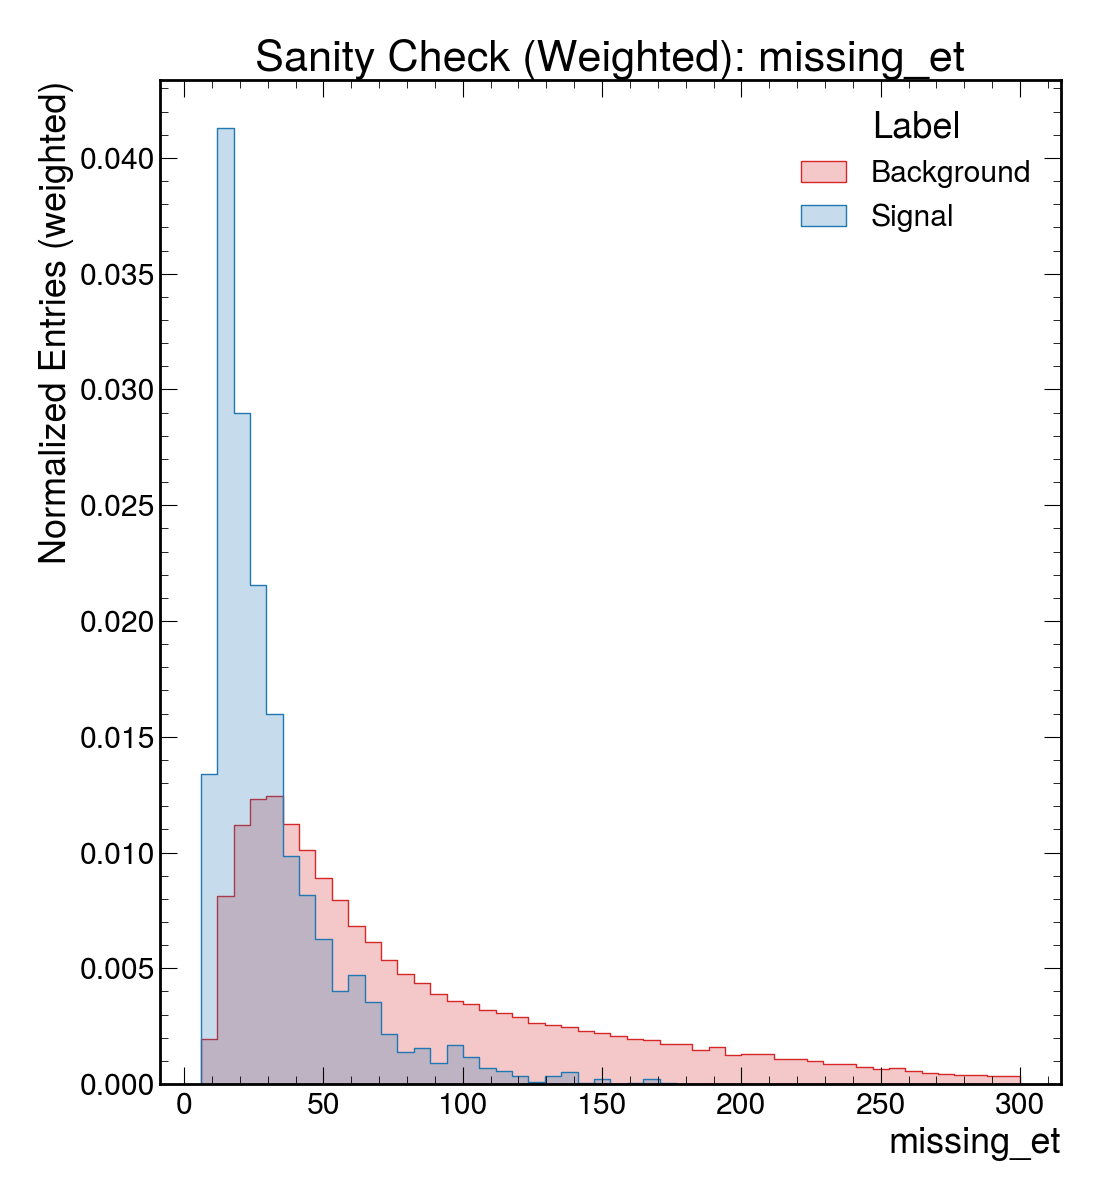 Sanity Check (Weighted): missing_et
Normalized Entries (weighted)
Label
Background
Signal
0.040
0.035
0.030
0.025
0.020
0.015
0.010
0.005
0.000
0 50 100 150 200 250 300
missing_et